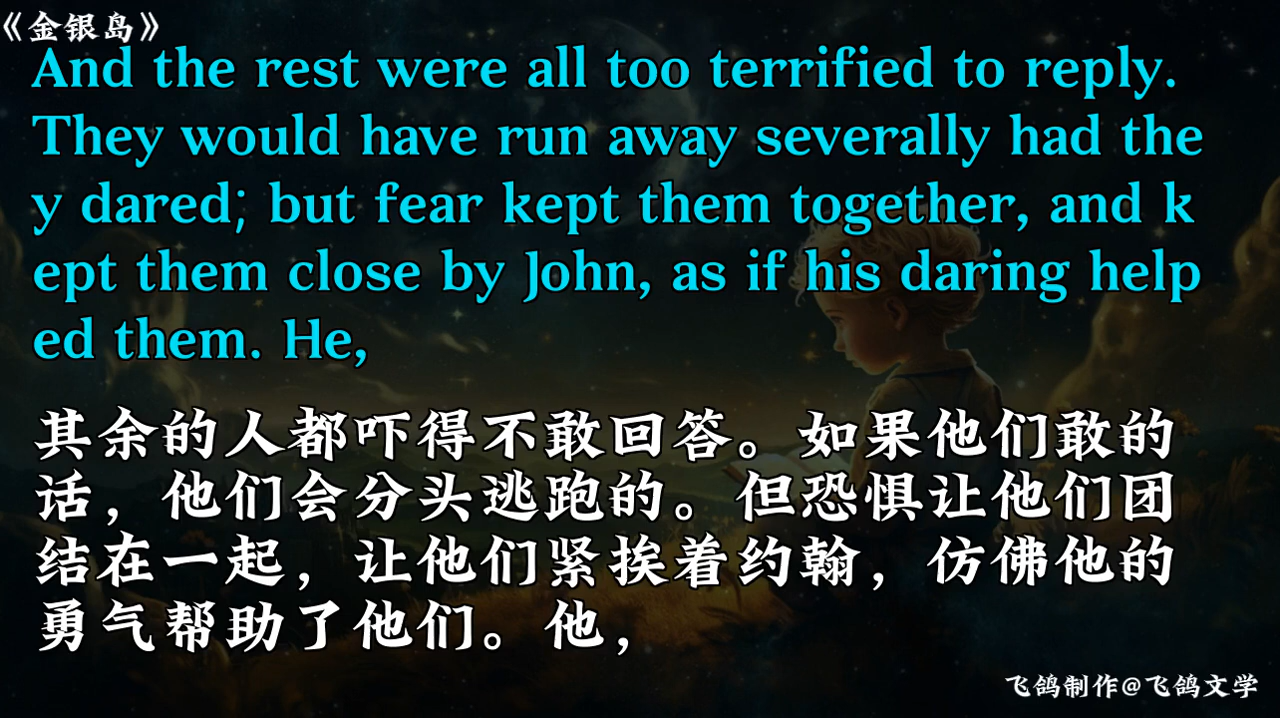 《金银岛》
And the rest were all too terrified to reply.
They would have run away severally had the
y dared; but fear kept them together, and k
ept them close by John, as if his daring help
ed them. He,
其余的人都吓得不敢回答。如果他们敢的
话，他们会分头逃跑的。但恐惧让他们团
结在一起，让他们紧挨着约翰，仿佛他的
勇气帮助了他们。他，
飞鸽制作@飞鸽文学